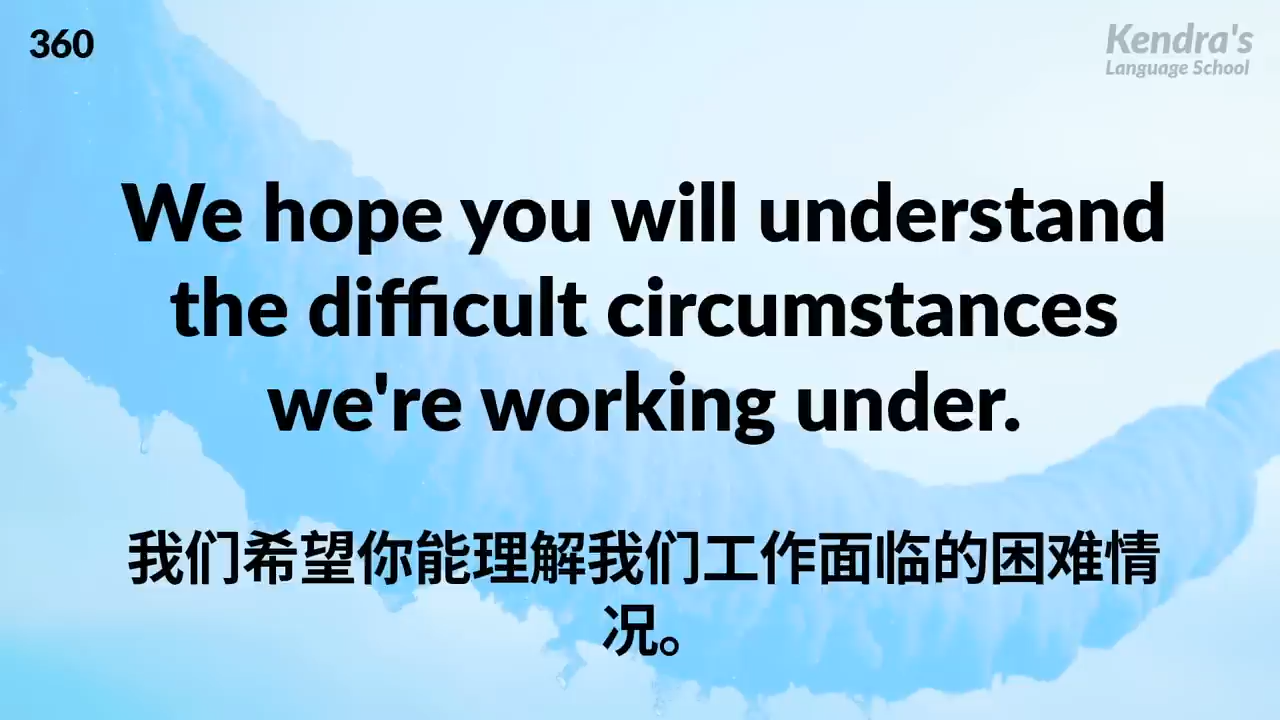 360
Kendra's
Language School
We hope you will understand
the difficult circumstances
we're working under.
我们希望你能理解我们工作面临的困难情
况。